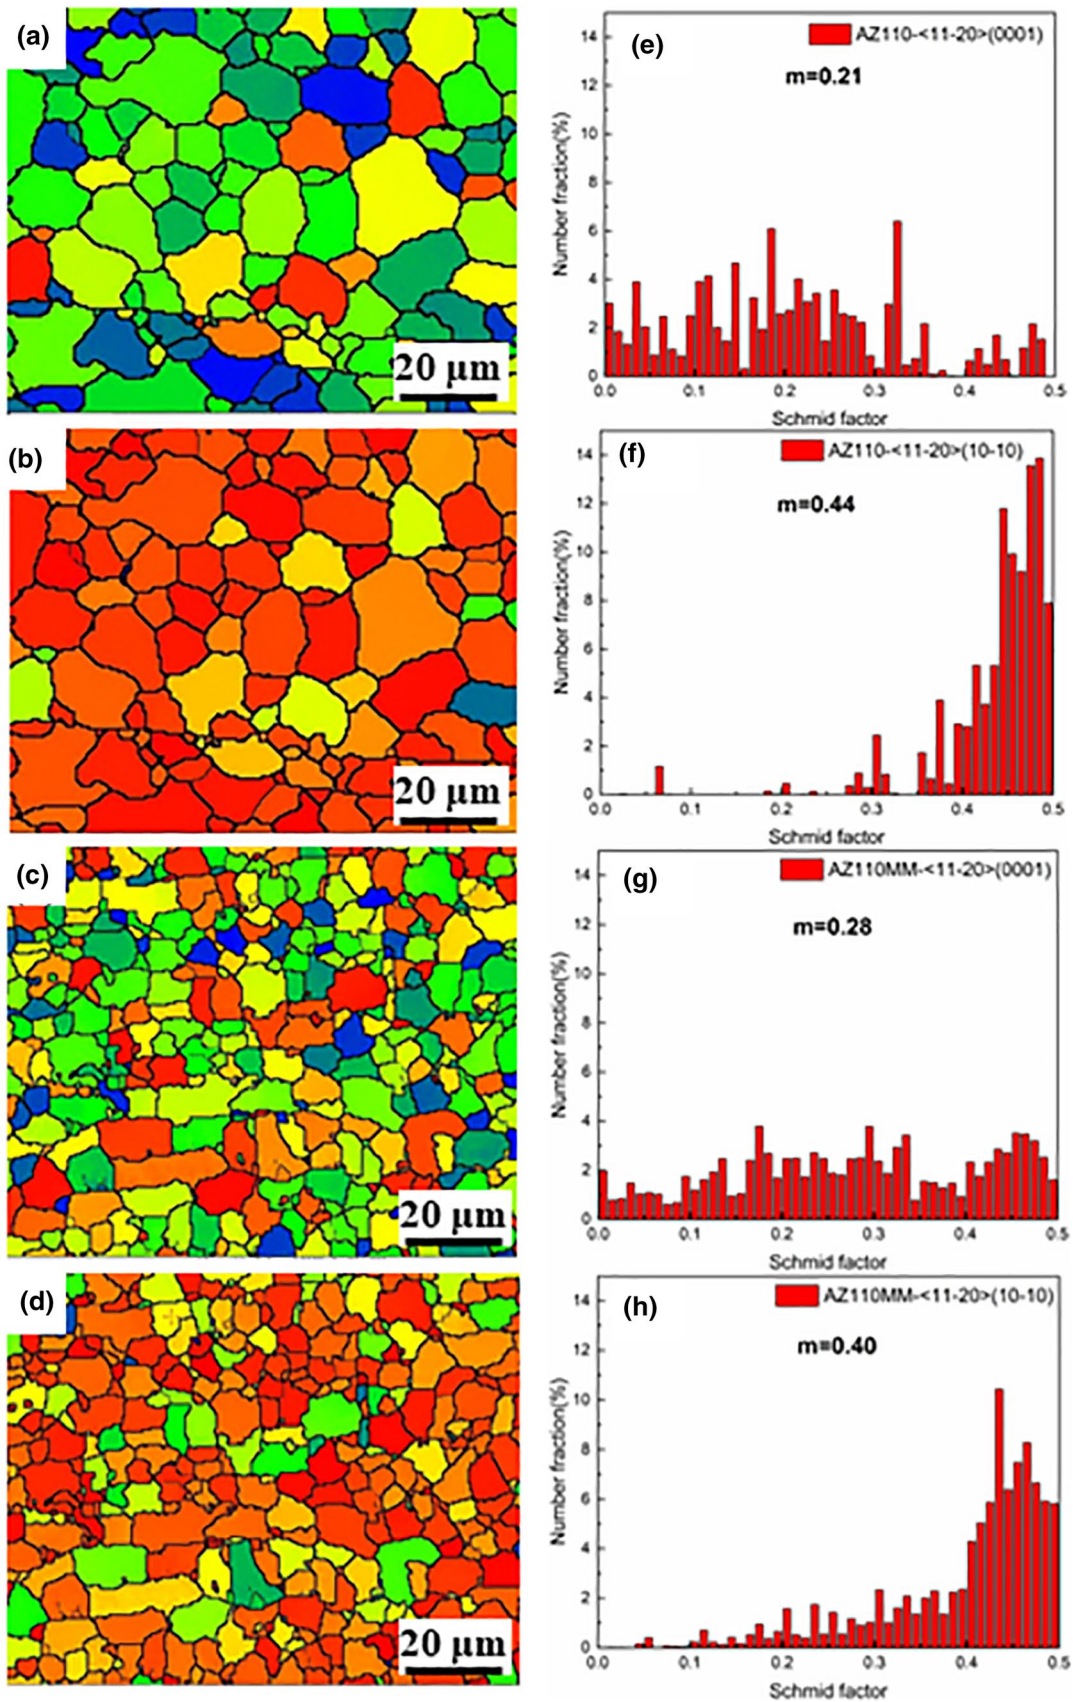 (a)
20 μm
(e)
AZ110-<11-20>(0001)
m=0.21
Number fraction(%)
14
12
10
8
6
4
2
0
0.0 0.1 0.2 0.3 0.4 0.5
Schmid factor
(b)
20 μm
(f)
AZ110-<11-20>(10-10)
m=0.44
Number fraction(%)
14
12
10
8
6
4
2
0
0.0 0.1 0.2 0.3 0.4 0.5
Schmid factor
(c)
20 μm
(g)
AZ110MM-<11-20>(0001)
m=0.28
Number fraction(%)
14
12
10
8
6
4
2
0
0.0 0.1 0.2 0.3 0.4 0.5
Schmid factor
(d)
20 μm
(h)
AZ110MM-<11-20>(10-10)
m=0.40
Number fraction(%)
14
12
10
8
6
4
2
0
0.0 0.1 0.2 0.3 0.4 0.5
Schmid factor